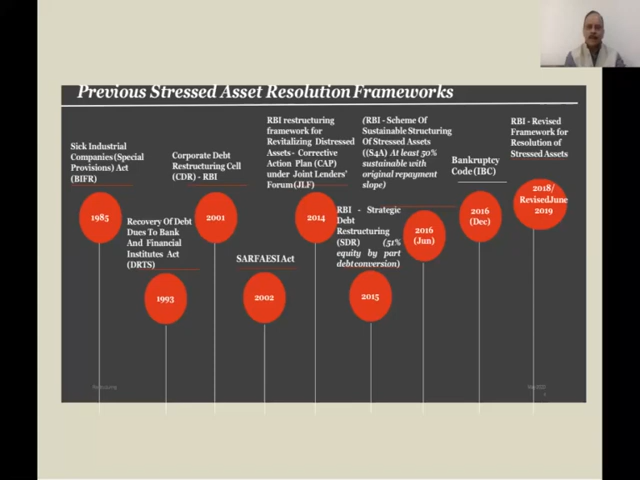 Previous Stressed Asset Resolution Frameworks
Sick Industrial
Companies (Special
Provisions) Act
(BIFR)
1985
Recovery Of Debt
Dues To Bank
And Financial
Institutes Act
(DRTS)
1993
Corporate Debt
Restructuring Cell
(CDR) - RBI
2001
SARFAESI Act
2002
RBI restructuring
framework for
Revitalizing Distressed
Assets - Corrective
Action Plan (CAP)
under Joint Lenders'
Forum (JLF)
2014
RBI - Strategic
Debt
Restructuring
(SDR) (51%
equity by part
debt conversion)
2015
(RBI - Scheme Of
Sustainable Structuring
Of Stressed Assets
((S4A) At least 50%
sustainable with
original repayment
slope)
2016
(Jun)
Bankruptcy
Code (IBC)
2016
(Dec)
RBI - Revised
Framework for
Resolution of
Stressed Assets
2018/
Revised June
2019
Restructuring